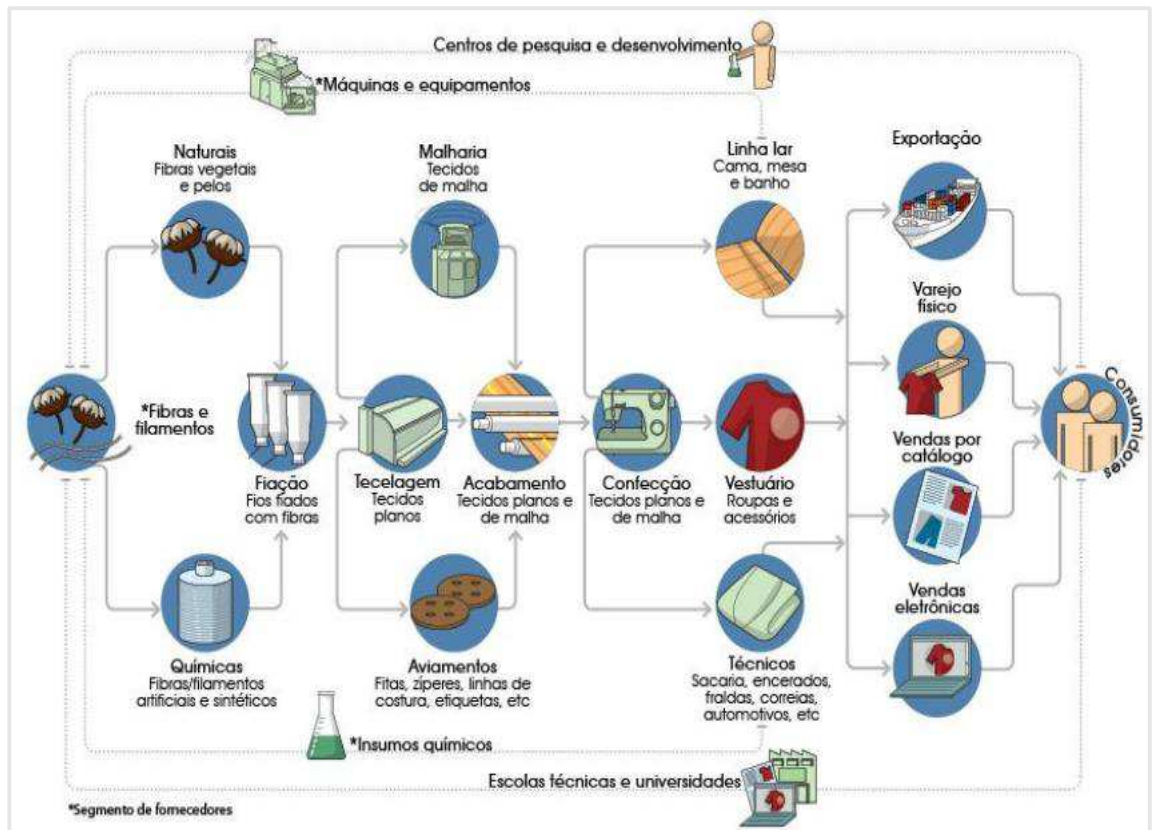 Centros de pesquisa e desenvolvimento
*Máquinas e equipamentos
Naturais
Fibras vegetais
e pelos
Malharia
Tecidos
de malha
Linha lar
Cama, mesa
e banho
Exportação
Varejo
físico
*Fibras e
filamentos
Fiação
Fios fiados
com fibras
Tecelagem
Tecidos
planos
Acabamento
Tecidos planos e
de malha
Confecção
Tecidos planos e
de malha
Vestuário
Roupas e
acessórios
Vendas por
catálogo
Consumidores
Vendas
eletrônicas
Químicas
Fibras/filamentos
artificiais e sintéticos
Aviamentos
Fitas, zíperes, linhas de
costura, etiquetas, etc
Técnicos
Sacaria, encerados,
fraldas, correias,
automotivos, etc
*Insumos químicos
Escolas técnicas e universidades
*Segmento de fornecedores